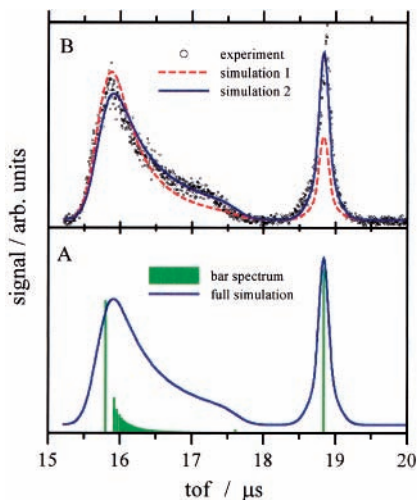 B
experiment
simulation 1
simulation 2
signal / arb. units
A
bar spectrum
full simulation
15 16 17 18 19 20
tof / μs